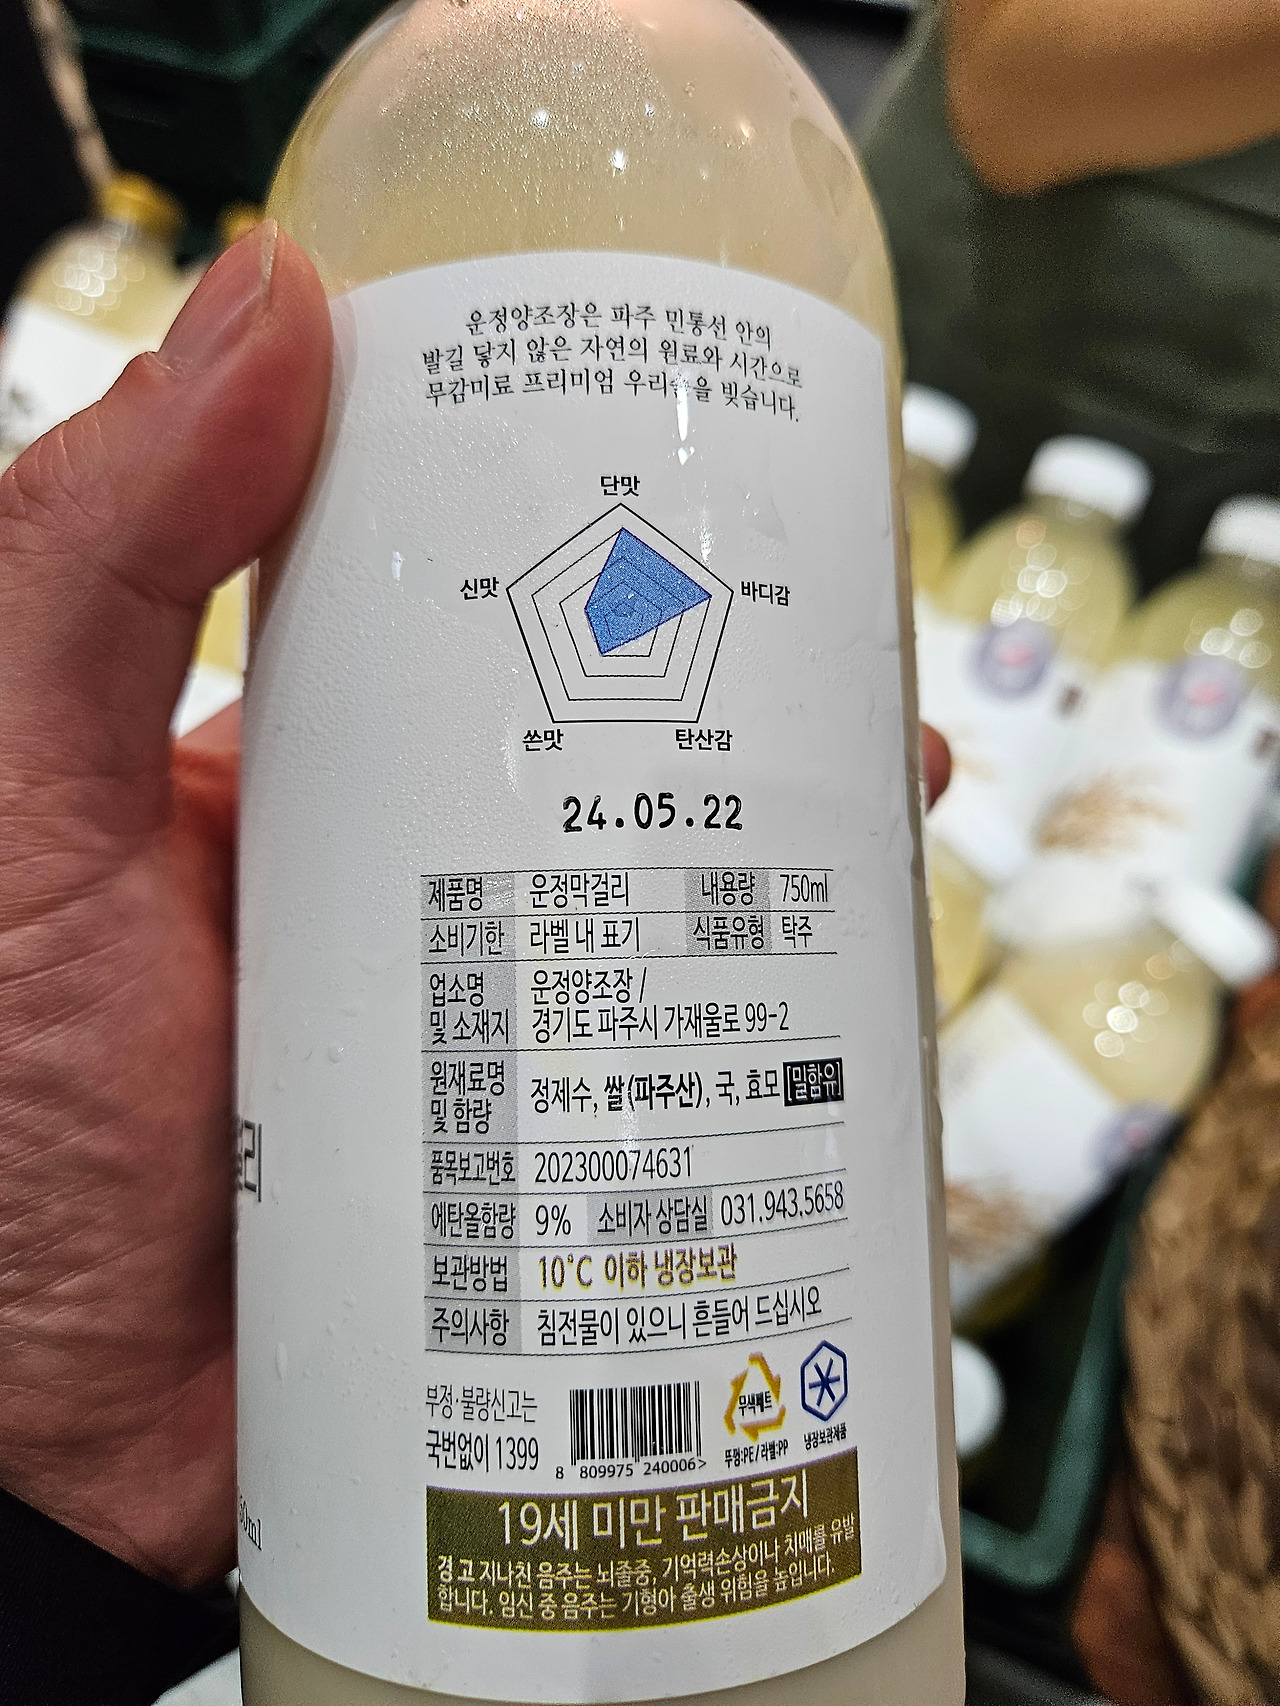 운정양조장은 파주 민통선 안의
발길 닿지 않은 자연의 원료와 시간으로
무감미료 프리미엄 우리술을 빚습니다.
단맛
신맛
바디감
쓴맛
탄산감
24.05.22
제품명 운정막걸리 내용량 750ml
소비기한 라벨 내 표기 식품유형 탁주
업소명 운정양조장 /
및 소재지 경기도 파주시 가재울로 99-2
원재료명
및 함량 정제수, 쌀(파주산), 국, 효모 [밀함유]
품목보고번호 202300074631
에탄올함량 9% 소비자 상담실 031.943.5658
보관방법 10°C 이하 냉장보관
주의사항 침전물이 있으니 흔들어 드십시오
부정·불량신고는
국번없이 1399
8 809975 240006>
무색페트
뚜껑:PE / 라벨:PP
냉장보관제품
19세 미만 판매금지
경고 지나친 음주는 뇌졸중, 기억력손상이나 치매를 유발
합니다. 임신 중 음주는 기형아 출생 위험을 높입니다.